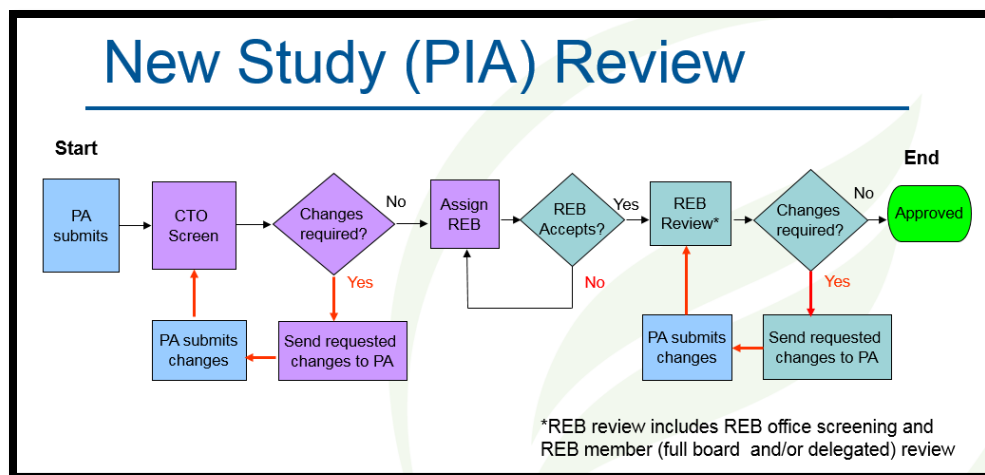 New Study (PIA) Review
Start
End
PA
submits
CTO
Screen
Changes
required?
No
Assign
REB
REB
Accepts?
Yes
REB
Review*
Changes
required?
No
Approved
Yes
No
Yes
PA submits
changes
Send requested
changes to PA
PA submits
changes
Send requested
changes to PA
*REB review includes REB office screening and
REB member (full board and/or delegated) review